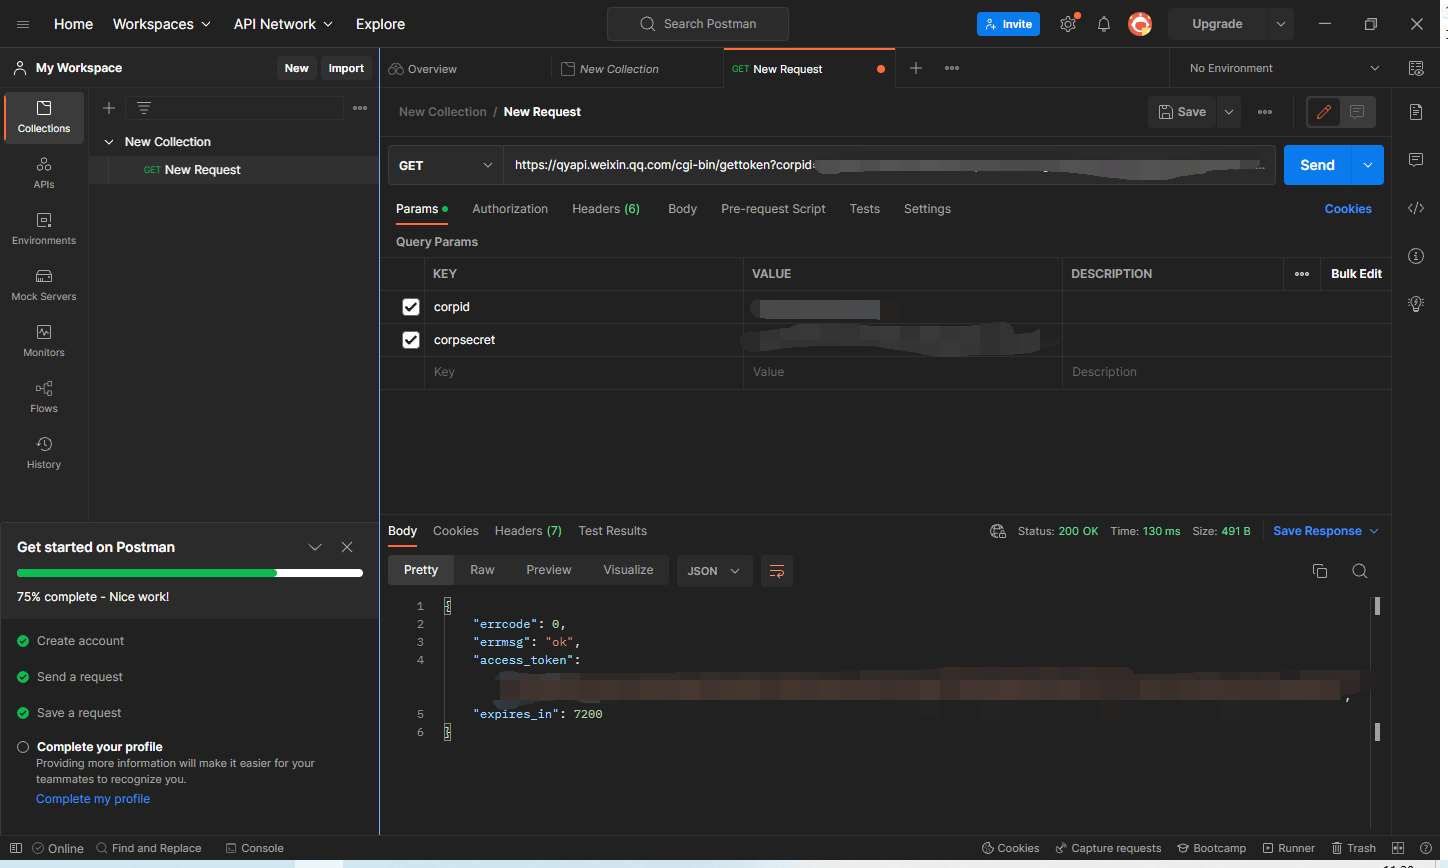 Home Workspaces API Network Explore Search Postman Invite Upgrade
My Workspace New Import
Overview New Collection GET New Request No Environment
Collections
APIs
Environments
Mock Servers
Monitors
Flows
History
New Collection
GET New Request
New Collection / New Request Save
GET https://qyapi.weixin.qq.com/cgi-bin/gettoken?corpid= ... Send
Params Authorization Headers (6) Body Pre-request Script Tests Settings Cookies
Query Params
KEY VALUE DESCRIPTION Bulk Edit
corpid
corpsecret
Key Value Description
Get started on Postman
75% complete - Nice work!
Create account
Send a request
Save a request
Complete your profile
Providing more information will make it easier for your
teammates to recognize you.
Complete my profile
Body Cookies Headers (7) Test Results Status: 200 OK Time: 130 ms Size: 491 B Save Response
Pretty Raw Preview Visualize JSON
1 {
2 "errcode": 0,
3 "errmsg": "ok",
4 "access_token":
,
5 "expires_in": 7200
6 }
Online Find and Replace Console Cookies Capture requests Bootcamp Runner Trash